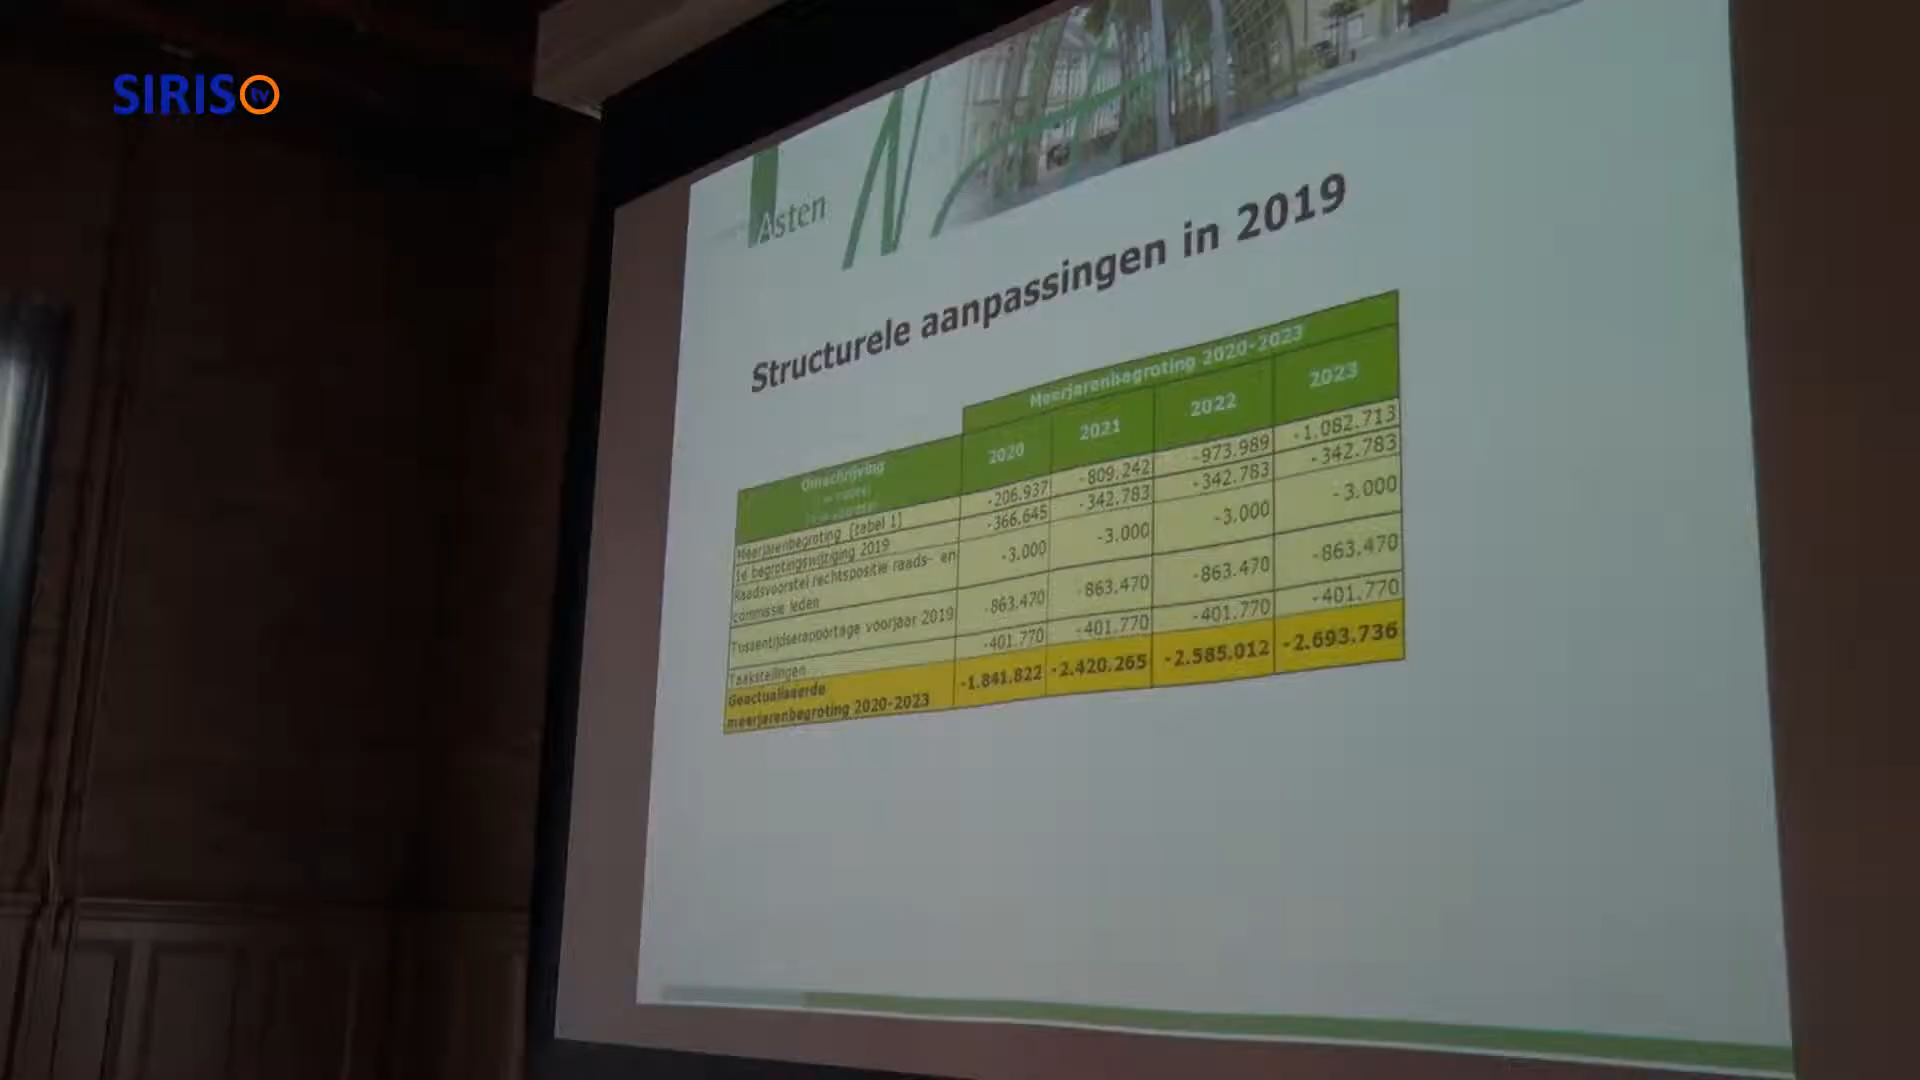 SIRIS tv
Asten
Structurele aanpassingen in 2019
Meerjarenbegroting 2020-2023
Omschrijving 2020 2021 2022 2023
Meerjarenbegroting (tabel 1) -206.937 -809.242 -973.989 -1.082.713
1e begrotingswijziging 2019 -366.645 -342.783 -342.783 -342.783
Raadsvoorstel rechtspositie raads- en
commissie leden -3.000 -3.000 -3.000 -3.000
Tussentijdserapportage voorjaar 2019 -863.470 -863.470 -863.470 -863.470
Taakstellingen -401.770 -401.770 -401.770 -401.770
Geactualiseerde
meerjarenbegroting 2020-2023 -1.841.822 -2.420.265 -2.585.012 -2.693.736